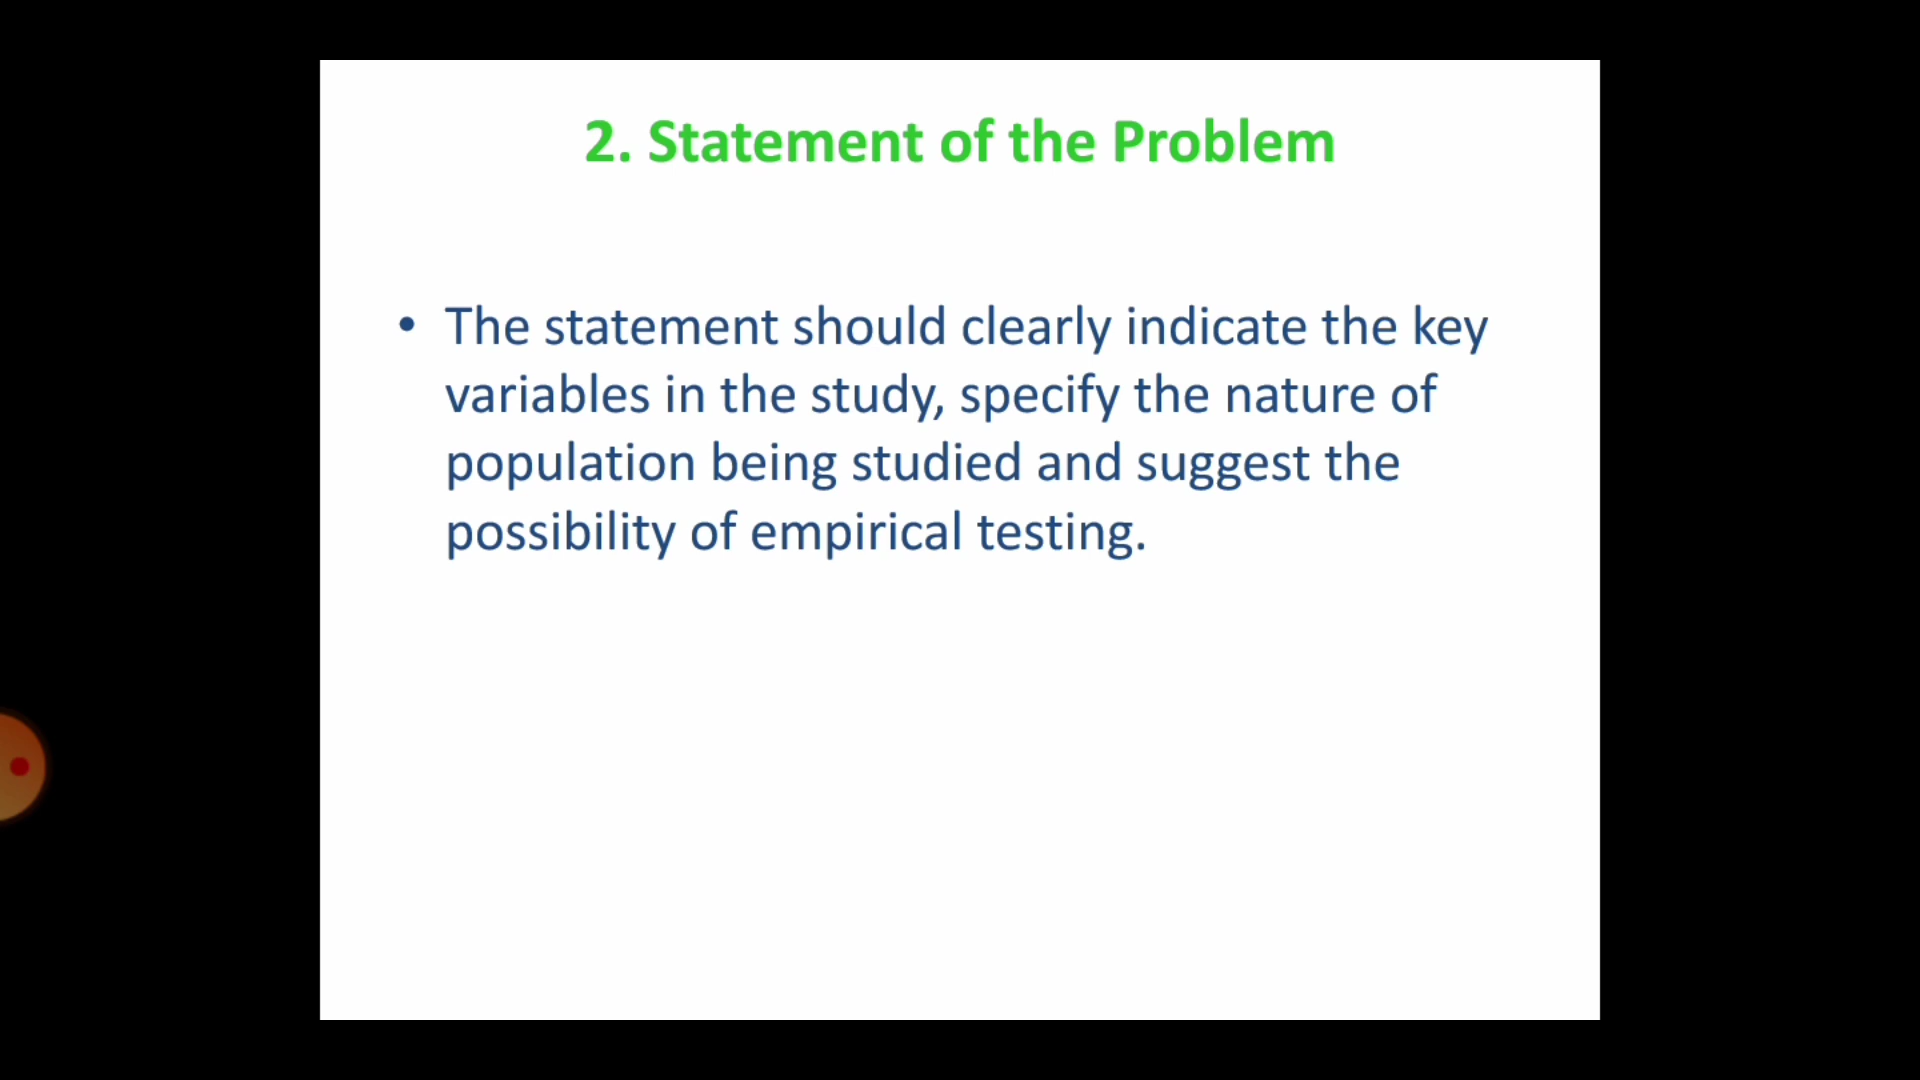 2. Statement of the Problem
• The statement should clearly indicate the key
variables in the study, specify the nature of
population being studied and suggest the
possibility of empirical testing.